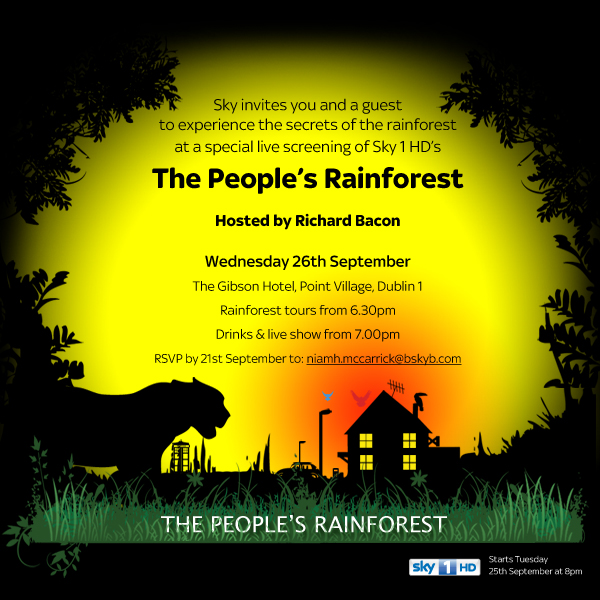 Sky invites you and a guest
to experience the secrets of the rainforest
at a special live screening of Sky 1 HD's
The People's Rainforest
Hosted by Richard Bacon
Wednesday 26th September
The Gibson Hotel, Point Village, Dublin 1
Rainforest tours from 6.30pm
Drinks & live show from 7.00pm
RSVP by 21st September to: niamh.mccarrick@bskyb.com
THE PEOPLE'S RAINFOREST
sky 1 HD
Starts Tuesday
25th September at 8pm